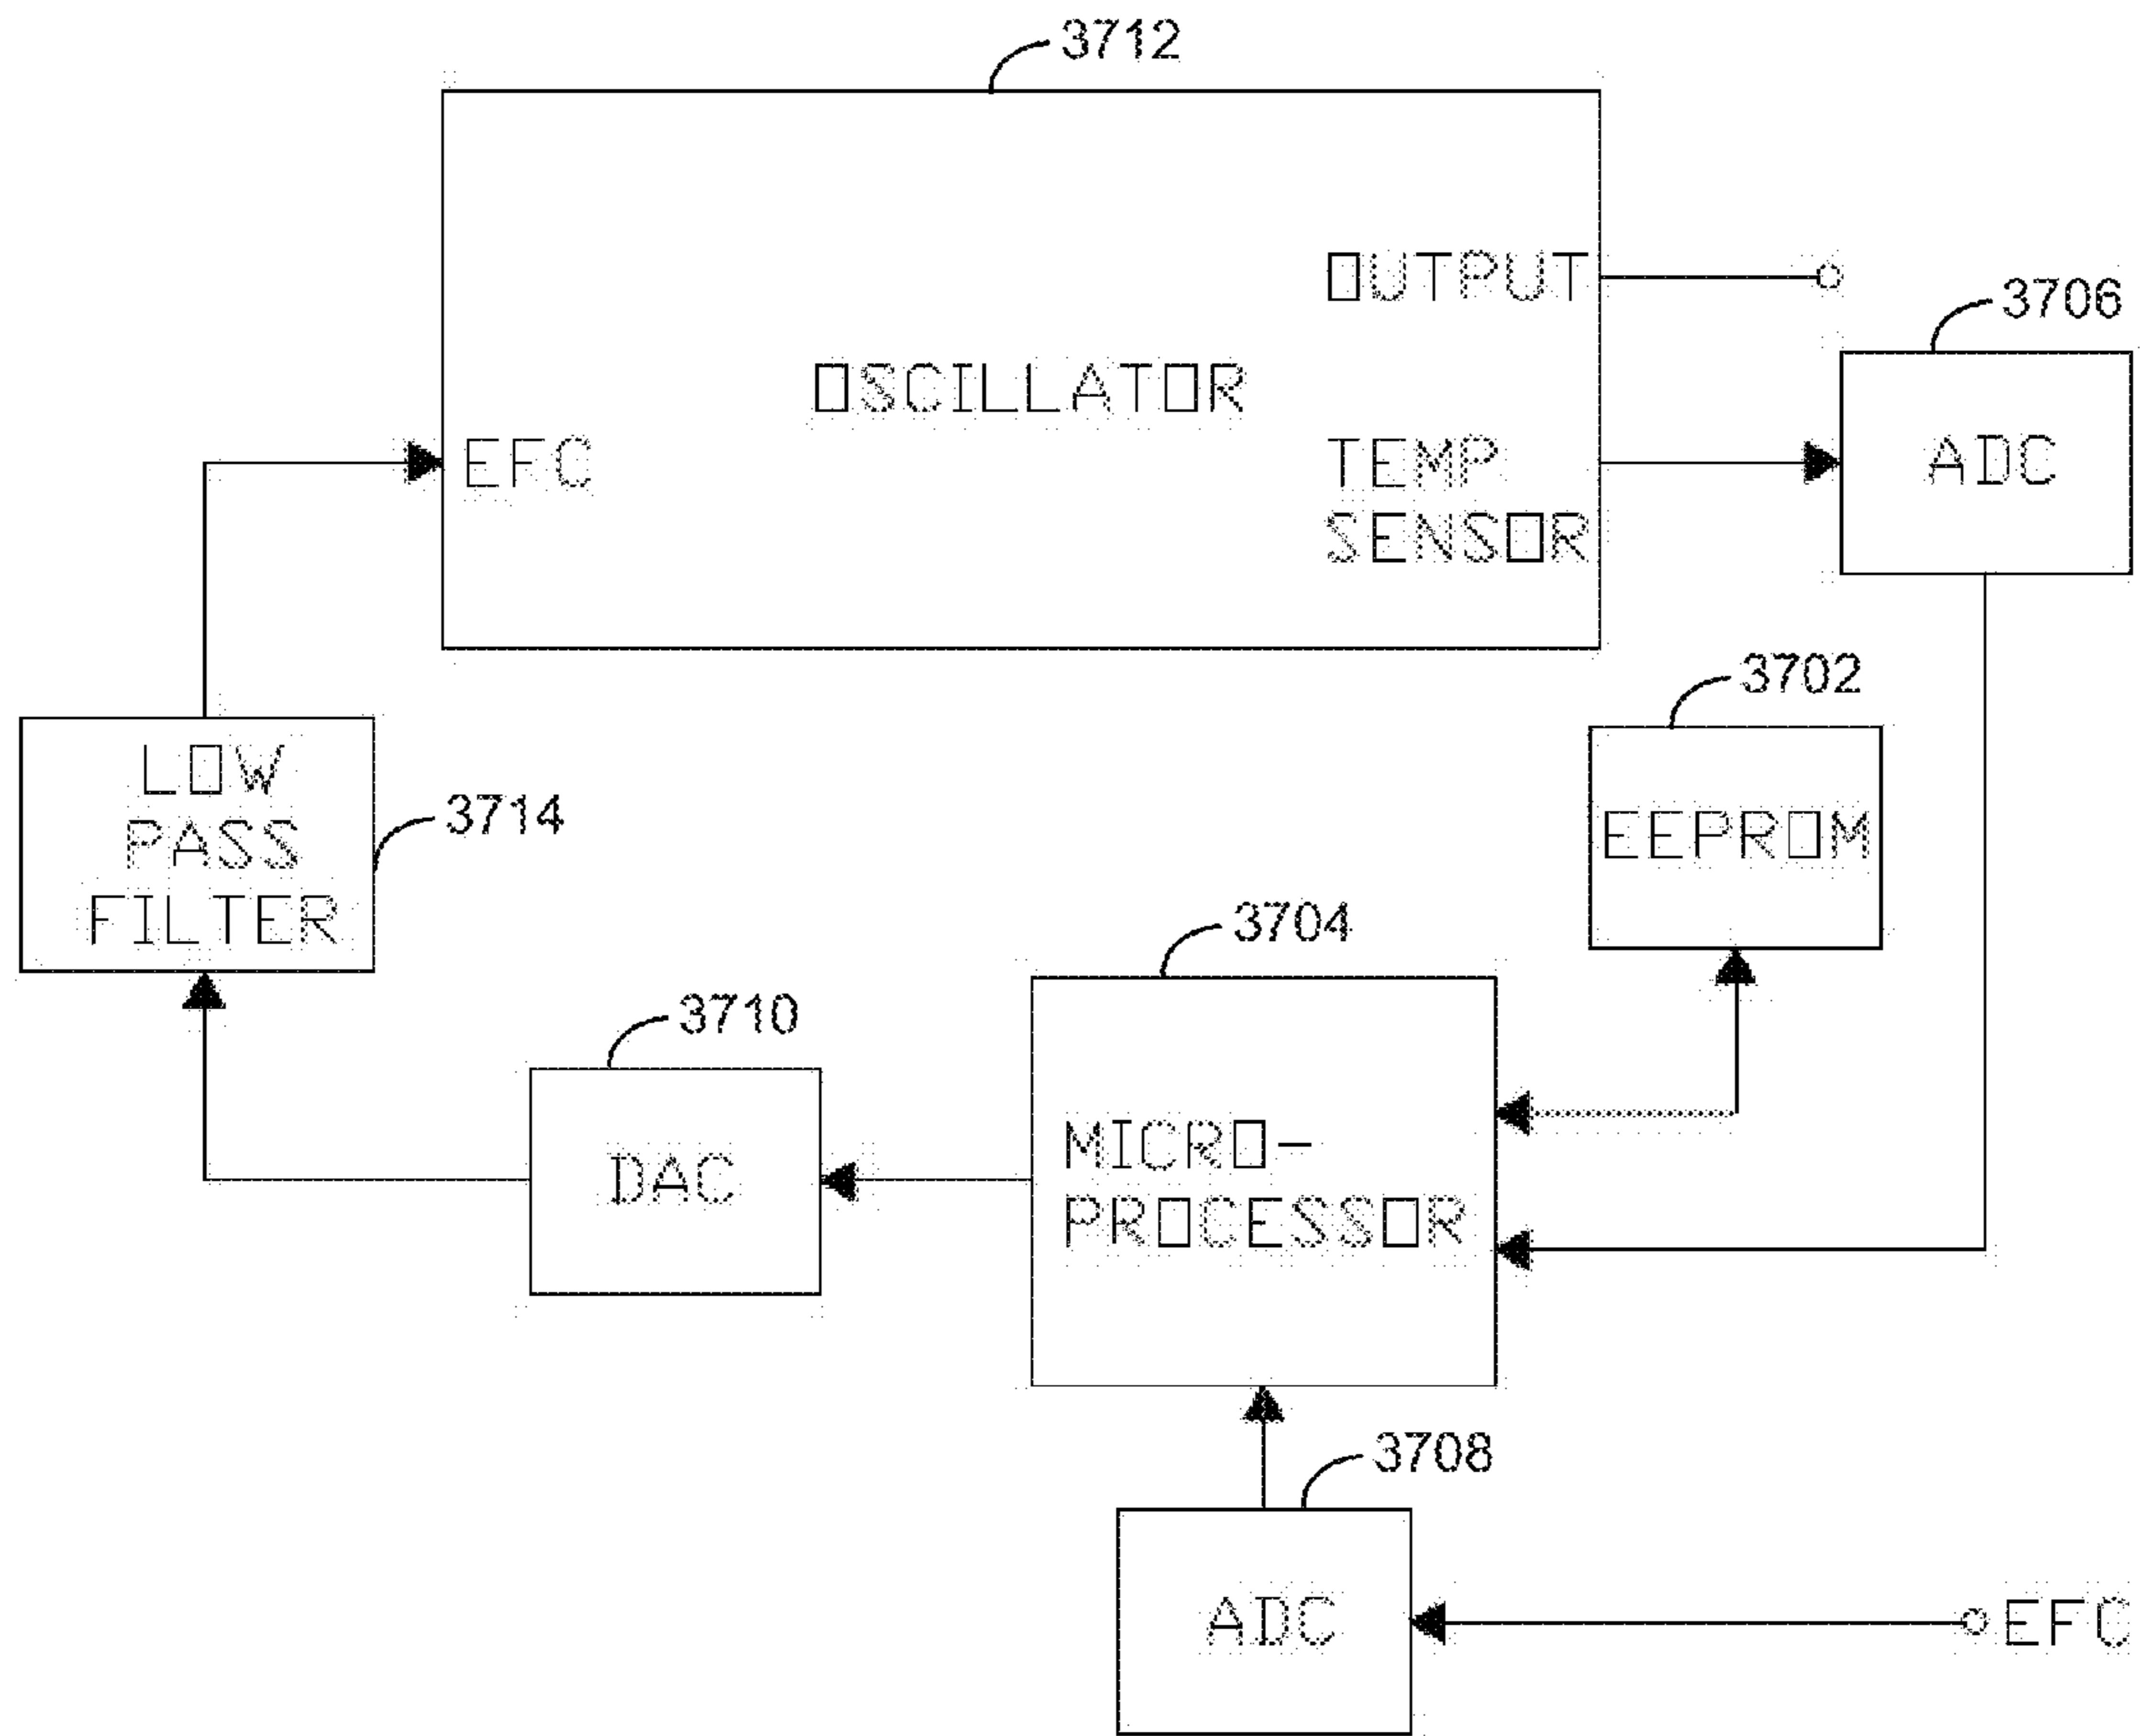 3712
OUTPUT
3706
OSCILLATOR
EFC
TEMP
SENSOR
ADC
3702
LOW
PASS
FILTER
3714
EEPROM
3704
3710
MICRO-
PROCESSOR
DAC
3708
ADC
EFC